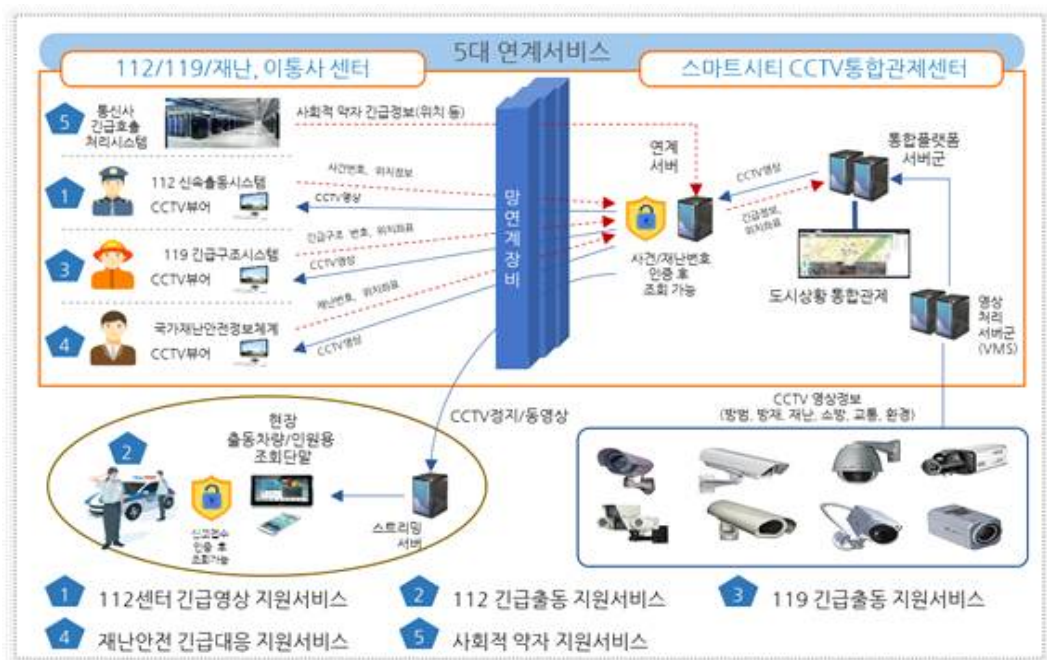 5대 연계서비스
112/119/재난, 이통사 센터
스마트시티 CCTV통합관제센터
5
통신사
긴급호출
처리시스템
사회적 약자 긴급정보(위치 등)
1
112 신속출동시스템
CCTV뷰어
사건번호, 위치정보
CCTV영상
3
119 긴급구조시스템
CCTV뷰어
긴급구조 번호, 위치좌표
CCTV영상
4
국가재난안전정보체계
CCTV뷰어
재난번호, 위치좌표
CCTV영상
망연계장비
연계
서버
사건/재난번호
인증 후
조회 가능
CCTV영상
긴급정보,
위치좌표
통합플랫폼
서버군
도시상황 통합관제
영상
처리
서버군
(VMS)
CCTV정지/동영상
CCTV 영상정보
(방범, 방재, 재난, 소방, 교통, 환경)
2
현장
출동차량/인원용
조회단말
신고접수
인증 후
조회가능
스트리밍
서버
1 112센터 긴급영상 지원서비스
2 112 긴급출동 지원서비스
3 119 긴급출동 지원서비스
4 재난안전 긴급대응 지원서비스
5 사회적 약자 지원서비스